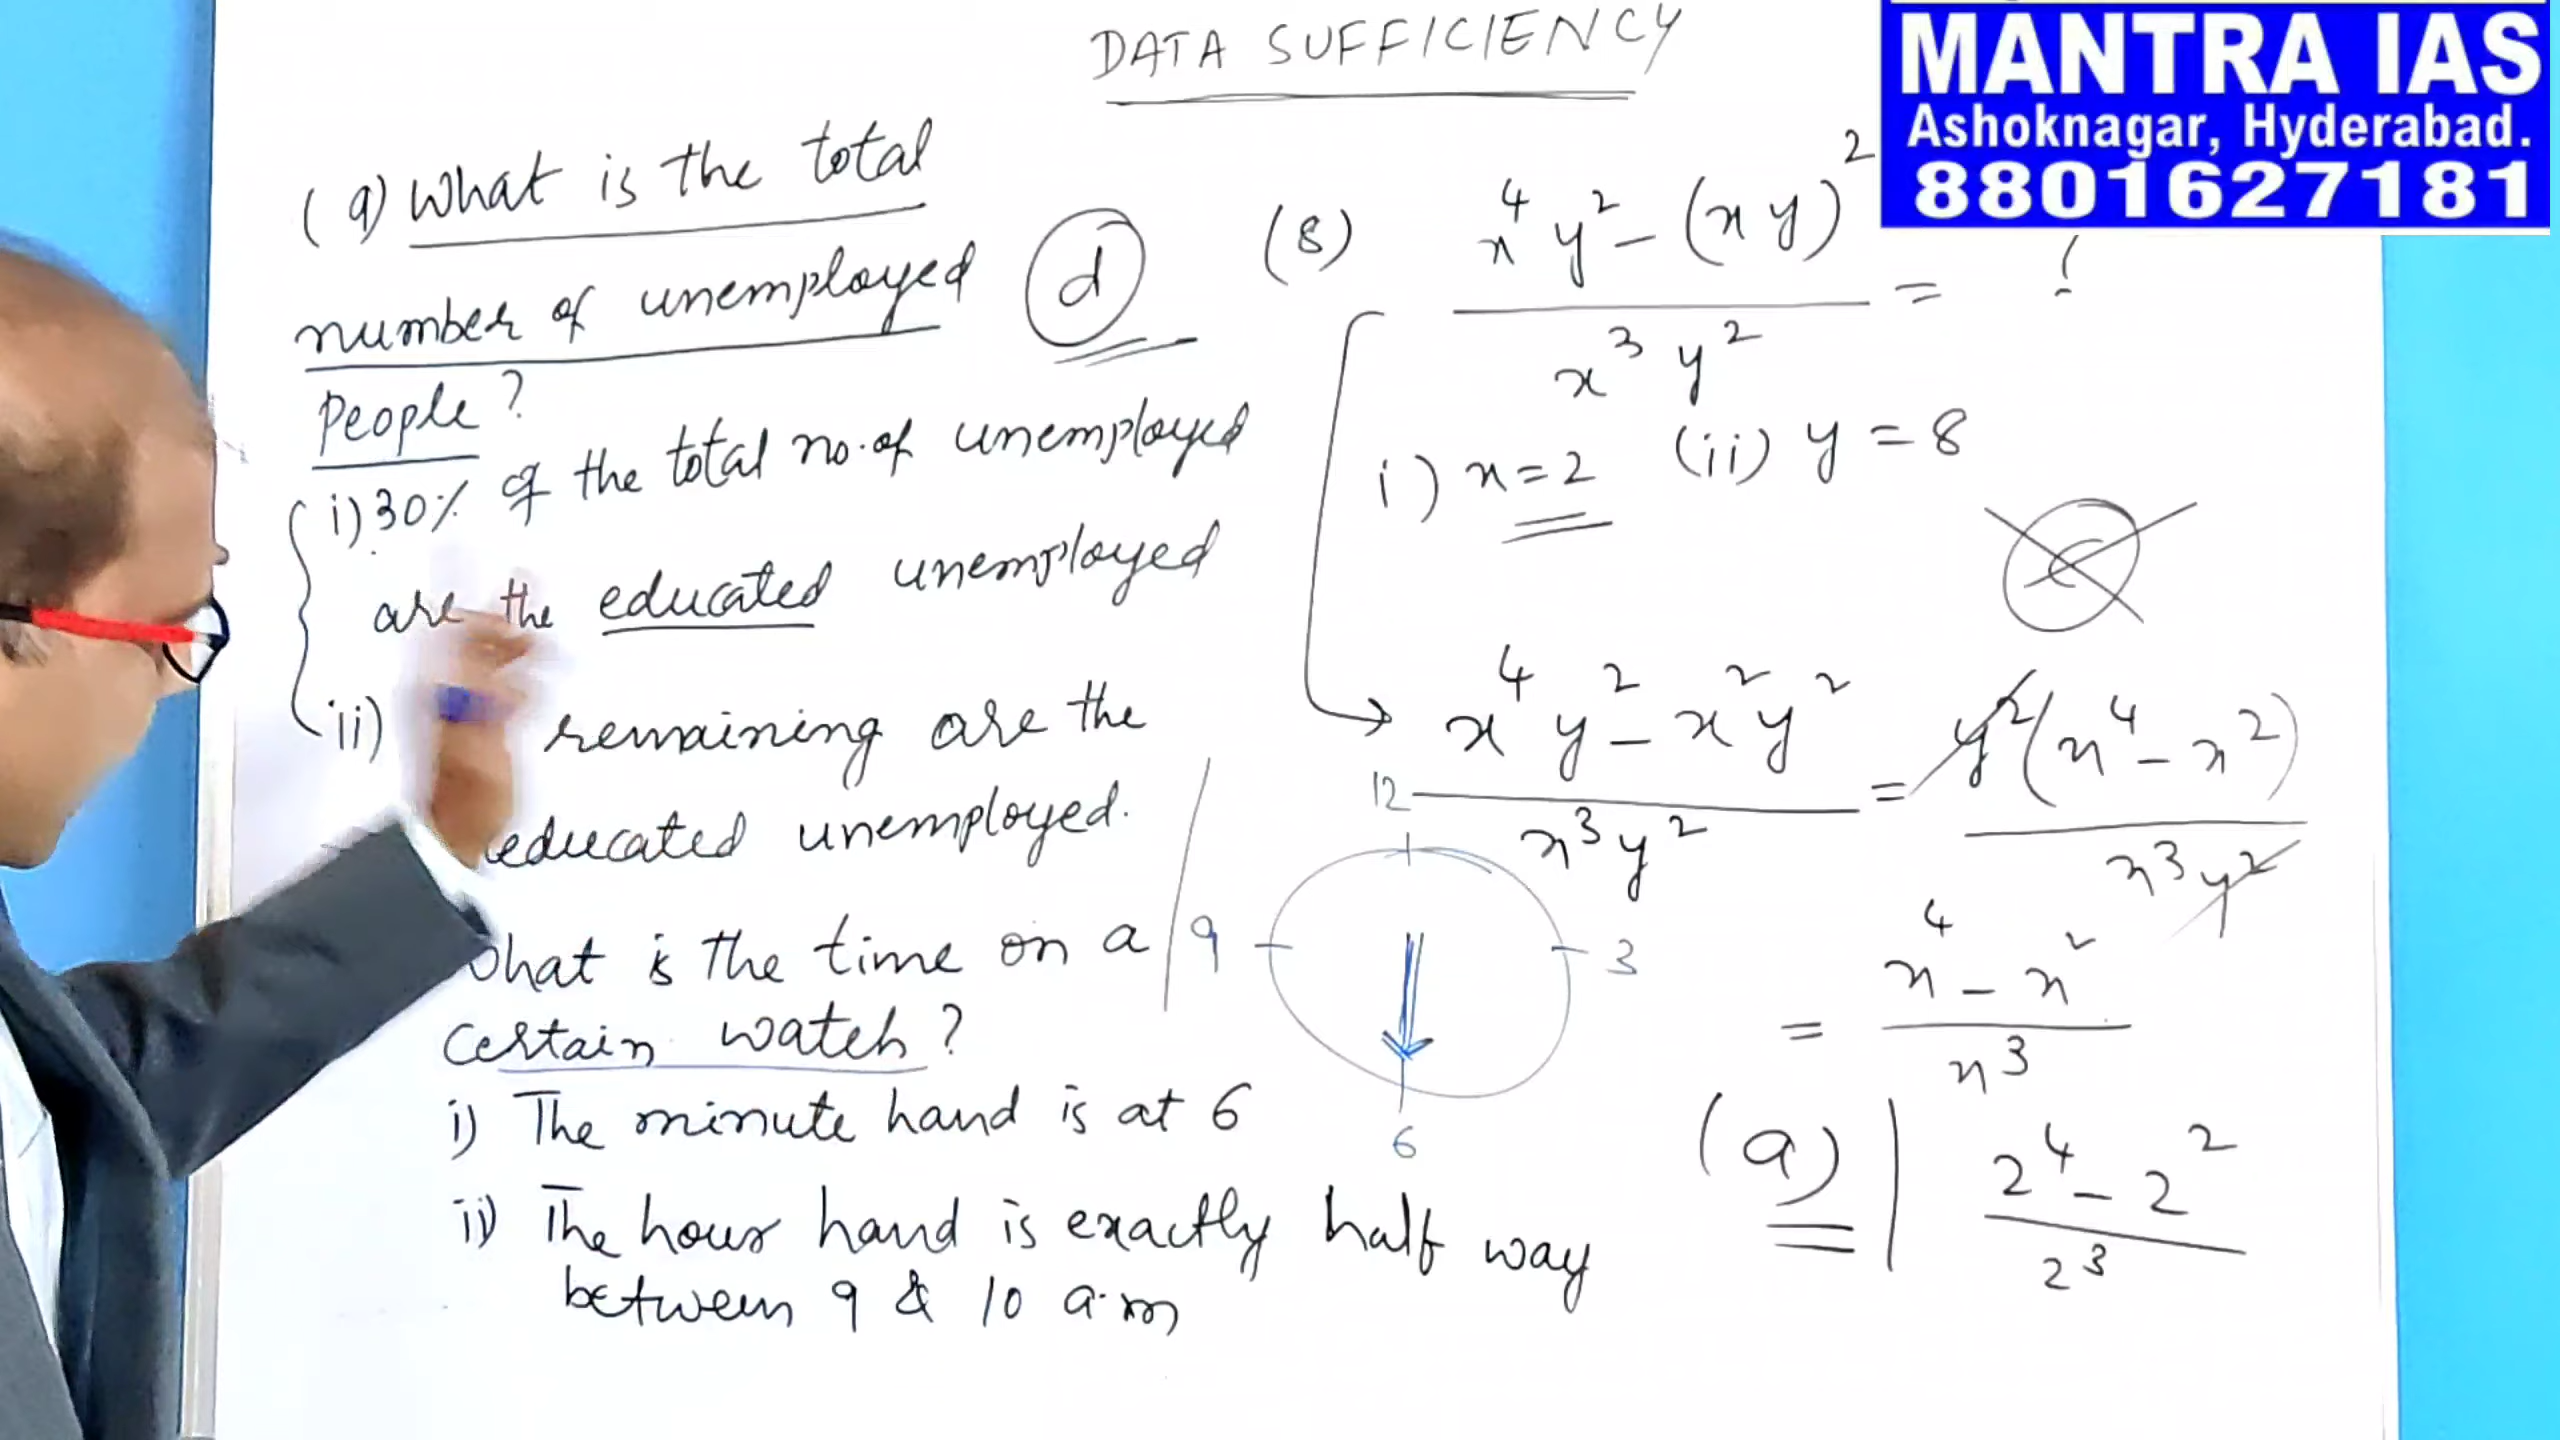 DATA SUFFICIENCY
MANTRA IAS
Ashoknagar, Hyderabad.
8801627181
(9) What is the total
number of unemployed
People?
d
i) 30% of the total no. of unemployed
are the educated unemployed
ii) remaining are the
educated unemployed.
What is the time on a
certain watch?
i) The minute hand is at 6
ii) The hour hand is exactly half way
between 9 & 10 a.m
12
9
3
6
(8) x⁴y² - (xy)²
x³y² =
i) x = 2 (ii) y = 8
c
x⁴y² - x²y² / x³y² = y²(x⁴ - x²) / x³y²
= x⁴ - x² / x³
(a) 2⁴ - 2² / 2³